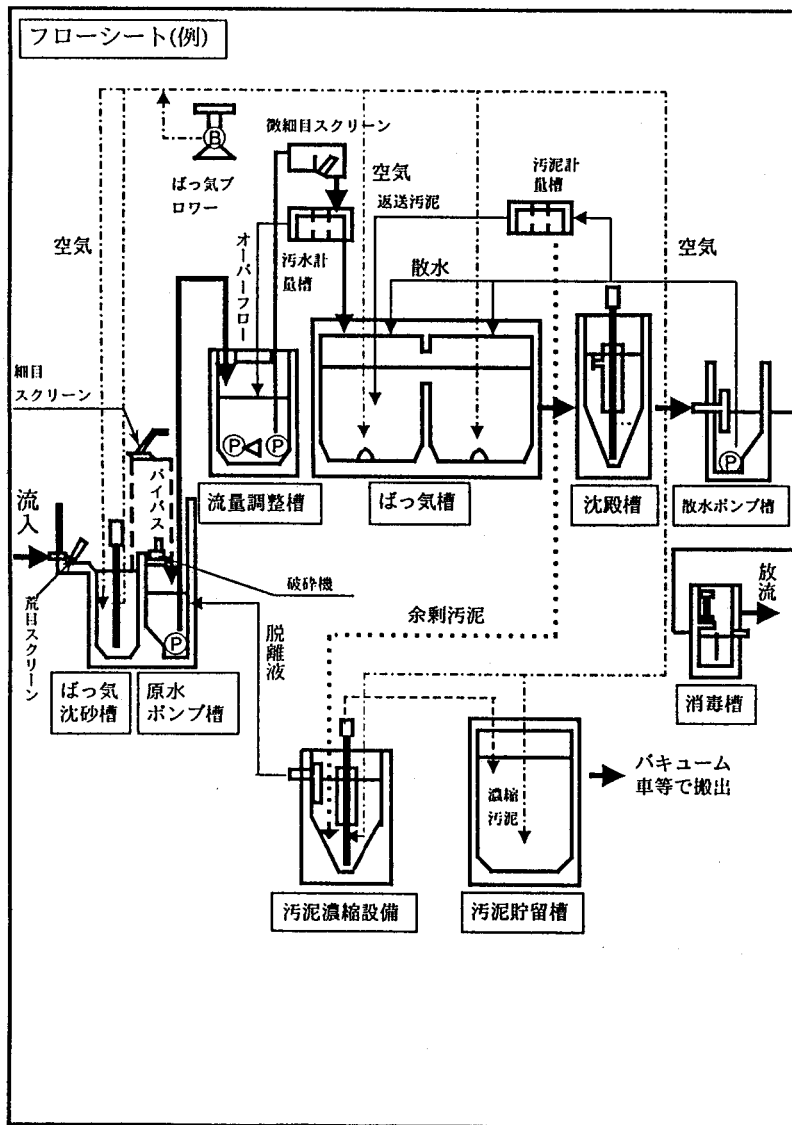 フローシート(例)
B
ばっ気ブ
ロワー
微細目スクリーン
空気
汚泥計
量槽
返送汚泥
空気
オーバーフロー
汚水計
量槽
散水
空気
細目
スクリーン
バイパス
P
P
P
流量調整槽
ばっ気槽
沈殿槽
散水ポンプ槽
流入
荒目スクリーン
破砕機
P
脱離液
余剰汚泥
放流
ばっ気
沈砂槽
原水
ポンプ槽
消毒槽
濃縮
汚泥
バキューム
車等で搬出
汚泥濃縮設備
汚泥貯留槽